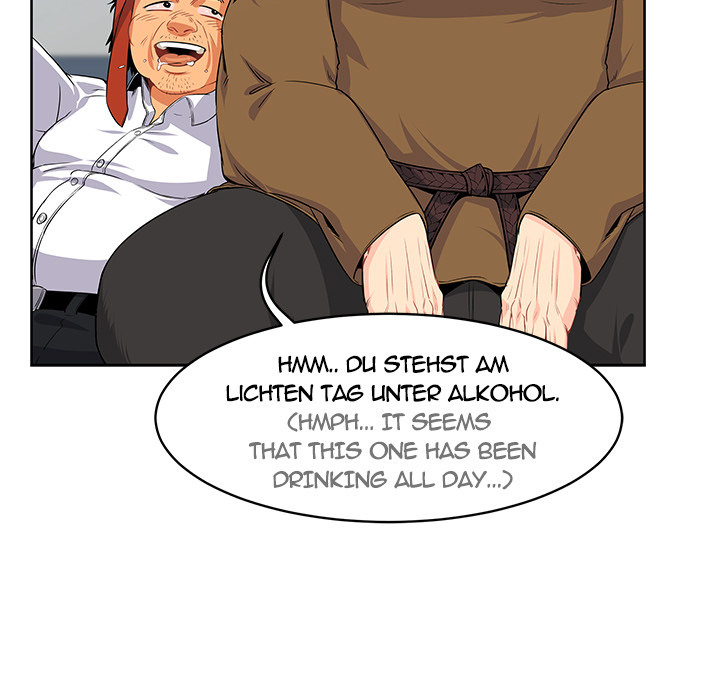 HMM.. DU STEHST AM
LICHTEN TAG UNTER ALKOHOL.
(HMPH... IT SEEMS
THAT THIS ONE HAS BEEN
DRINKING ALL DAY...)